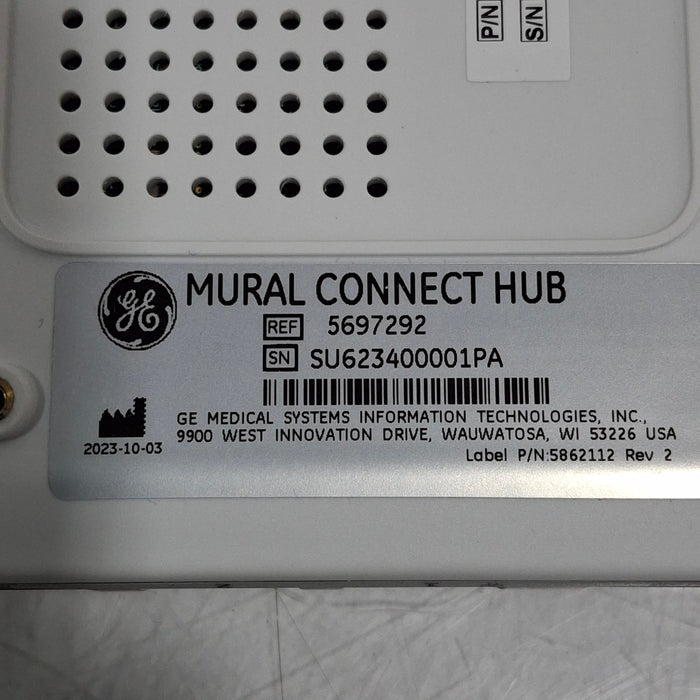 P/N
S/N
GE
MURAL CONNECT HUB
REF 5697292
SN SU623400001PA
GE MEDICAL SYSTEMS INFORMATION TECHNOLOGIES, INC.,
9900 WEST INNOVATION DRIVE, WAUWATOSA, WI 53226 USA
2023-10-03
Label P/N:5862112 Rev 2